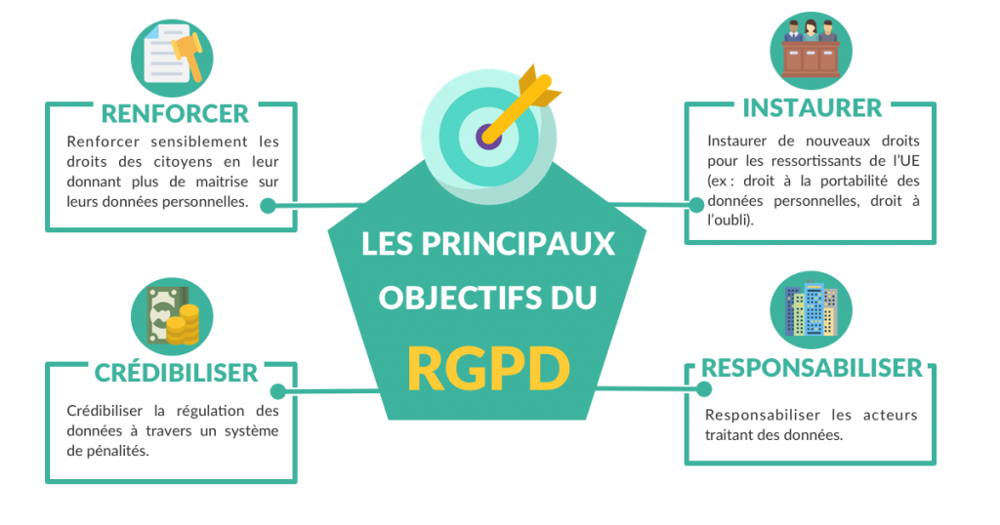 RENFORCER
Renforcer sensiblement les
droits des citoyens en leur
donnant plus de maitrise sur
leurs données personnelles.
INSTAURER
Instaurer de nouveaux droits
pour les ressortissants de l'UE
(ex : droit à la portabilité des
données personnelles, droit à
l'oubli).
LES PRINCIPAUX
OBJECTIFS DU
RGPD
CRÉDIBILISER
Crédibiliser la régulation des
données à travers un système
de pénalités.
RESPONSABILISER
Responsabiliser les acteurs
traitant des données.